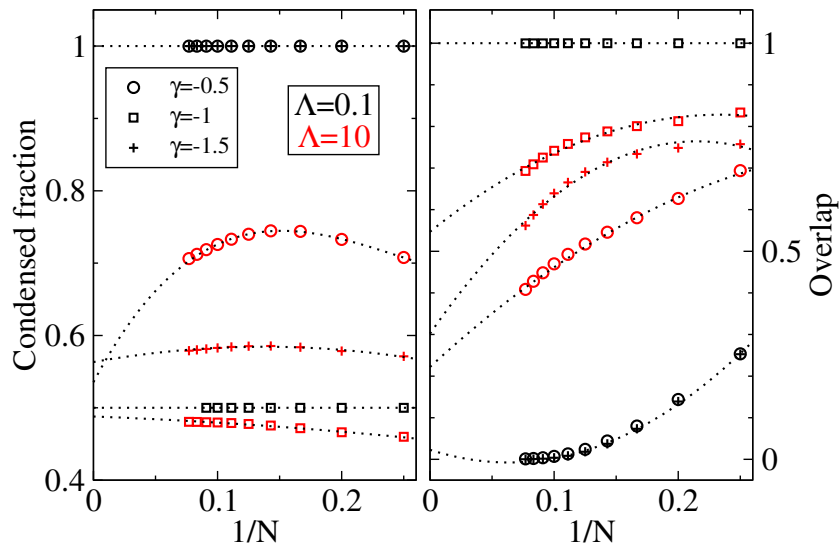 1
0.8
0.6
0.4
Condensed fraction
γ=-0.5
γ=-1
γ=-1.5
Λ=0.1
Λ=10
0
0.1
0.2
1/N
1
0.5
0
Overlap
0
0.1
0.2
1/N